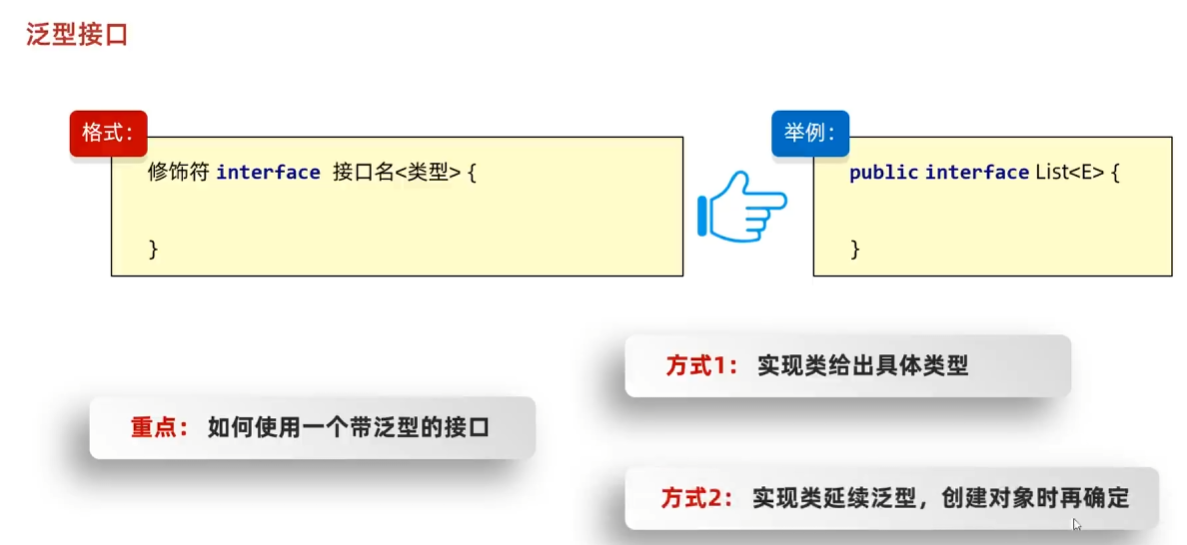 泛型接口
格式：
修饰符 interface 接口名<类型> {
}
举例：
public interface List<E> {
}
重点： 如何使用一个带泛型的接口
方式1： 实现类给出具体类型
方式2： 实现类延续泛型，创建对象时再确定